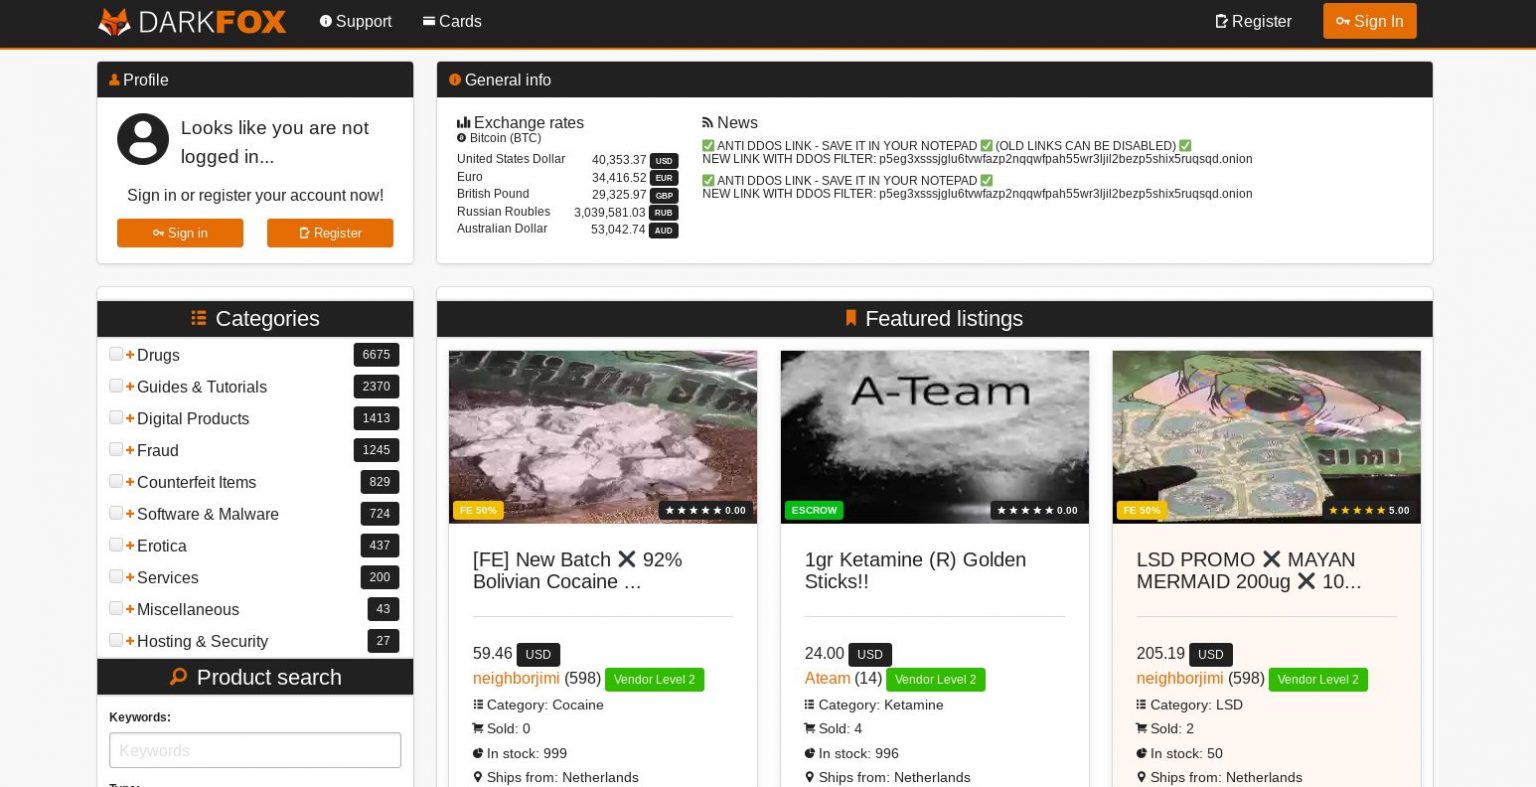 DARKFOX
Support
Cards
Register
Sign In
Profile
Looks like you are not
logged in...
Sign in or register your account now!
Sign in
Register
General info
Exchange rates
Bitcoin (BTC)
United States Dollar 40,353.37 USD
Euro 34,416.52 EUR
British Pound 29,325.97 GBP
Russian Roubles 3,039,581.03 RUB
Australian Dollar 53,042.74 AUD
News
✅ ANTI DDOS LINK - SAVE IT IN YOUR NOTEPAD ✅ (OLD LINKS CAN BE DISABLED) ✅
NEW LINK WITH DDOS FILTER: p5eg3xsssjglu6tvwfazp2nqqwfpah55wr3ljil2bezp5shix5ruqsqd.onion
✅ ANTI DDOS LINK - SAVE IT IN YOUR NOTEPAD ✅
NEW LINK WITH DDOS FILTER: p5eg3xsssjglu6tvwfazp2nqqwfpah55wr3ljil2bezp5shix5ruqsqd.onion
Categories
Drugs 6675
Guides & Tutorials 2370
Digital Products 1413
Fraud 1245
Counterfeit Items 829
Software & Malware 724
Erotica 437
Services 200
Miscellaneous 43
Hosting & Security 27
Product search
Keywords:
Keywords
Featured listings
FE 50%
★★★★★ 0.00
[FE] New Batch ✖ 92%
Bolivian Cocaine ...
59.46 USD
neighborjimi (598) Vendor Level 2
Category: Cocaine
Sold: 0
In stock: 999
Ships from: Netherlands
A-Team
ESCROW
★★★★★ 0.00
1gr Ketamine (R) Golden
Sticks!!
24.00 USD
Ateam (14) Vendor Level 2
Category: Ketamine
Sold: 4
In stock: 996
Ships from: Netherlands
JIMI
FE 50%
★★★★★ 5.00
LSD PROMO ✖ MAYAN
MERMAID 200ug ✖ 10...
205.19 USD
neighborjimi (598) Vendor Level 2
Category: LSD
Sold: 2
In stock: 50
Ships from: Netherlands